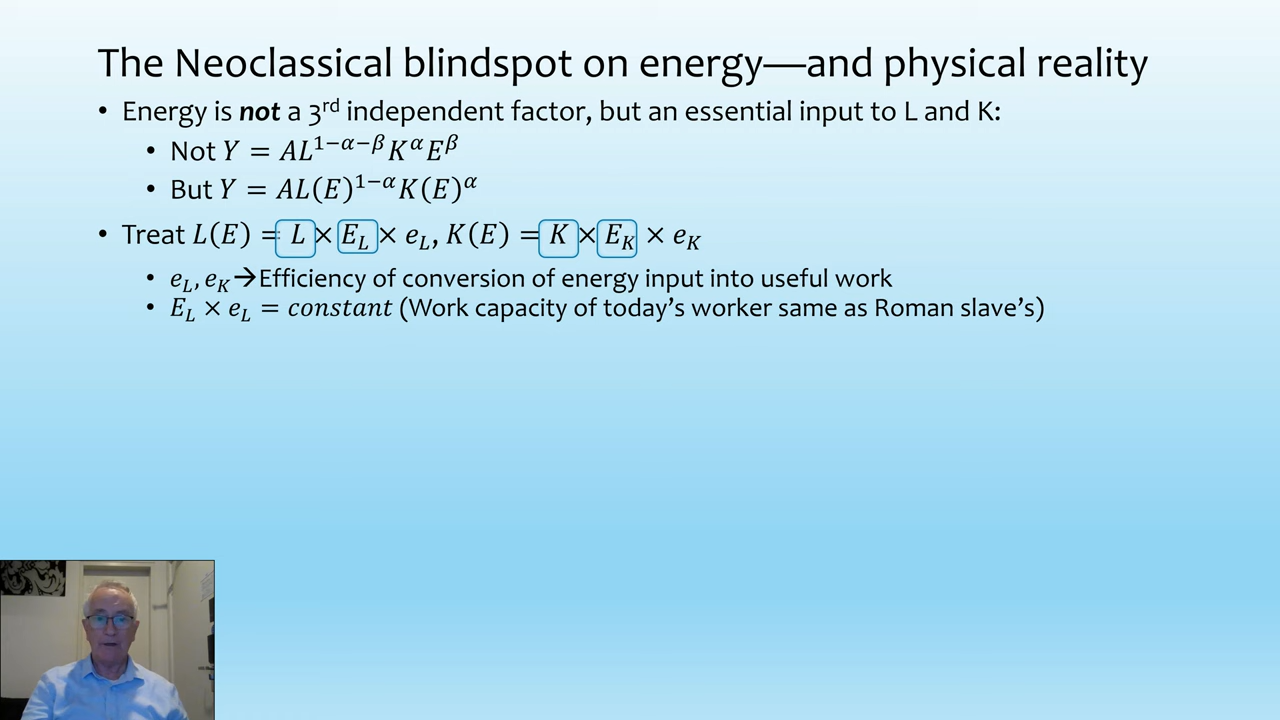 The Neoclassical blindspot on energy—and physical reality
• Energy is not a 3rd independent factor, but an essential input to L and K:
• Not Y = AL^{1−α−β}K^{α}E^{β}
• But Y = AL(E)^{1−α}K(E)^{α}
• Treat L(E) = L × E_L × e_L, K(E) = K × E_K × e_K
• e_L, e_K→Efficiency of conversion of energy input into useful work
• E_L × e_L = constant (Work capacity of today's worker same as Roman slave's)